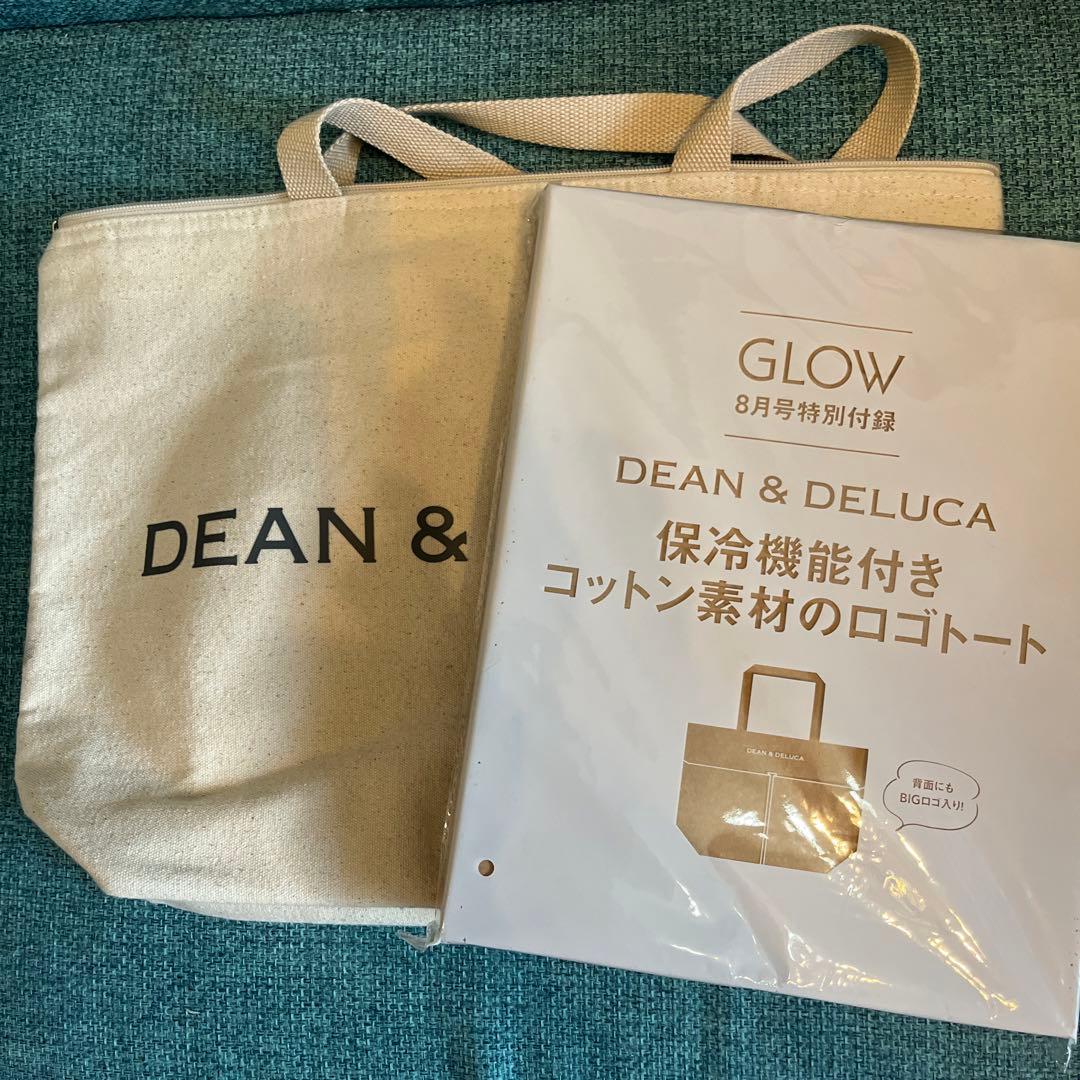 DEAN &
GLOW
8月号特別付録
DEAN & DELUCA
保冷機能付き
コットン素材のロゴトート
DEAN & DELUCA
背面にも
BIGロゴ入り!